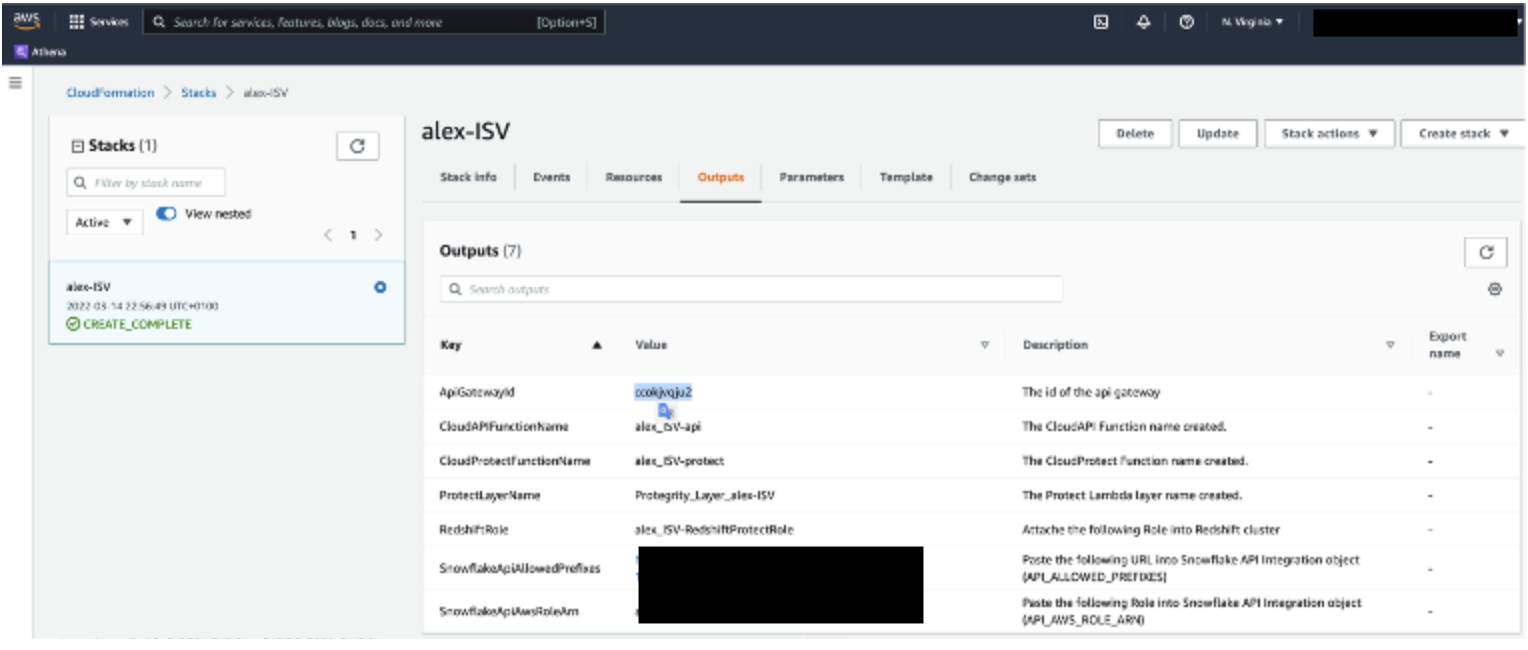 aws Services Search for services, features, blogs, docs, and more [Option+S] N. Virginia
Athena
CloudFormation > Stacks > alex-ISV
Stacks (1)
Filter by stack name
Active View nested
< 1 >
alex-ISV
2022-03-14 22:56:49 UTC+0100
CREATE_COMPLETE
alex-ISV
Delete Update Stack actions Create stack
Stack info Events Resources Outputs Parameters Template Change sets
Outputs (7)
Search outputs
Key Value Description Export name
ApiGatewayId ccokjvqju2 The id of the api gateway -
CloudAPIFunctionName alex_ISV-api The CloudAPI Function name created. -
CloudProtectFunctionName alex_ISV-protect The CloudProtect Function name created. -
ProtectLayerName Protegrity_Layer_alex-ISV The Protect Lambda layer name created. -
RedshiftRole alex_ISV-RedshiftProtectRole Attache the following Role into Redshift cluster -
SnowflakeApiAllowedPrefixes Paste the following URL into Snowflake API Integration object
(API_ALLOWED_PREFIXES) -
SnowflakeApiAwsRoleArn Paste the following Role into Snowflake API Integration object
(API_AWS_ROLE_ARN) -